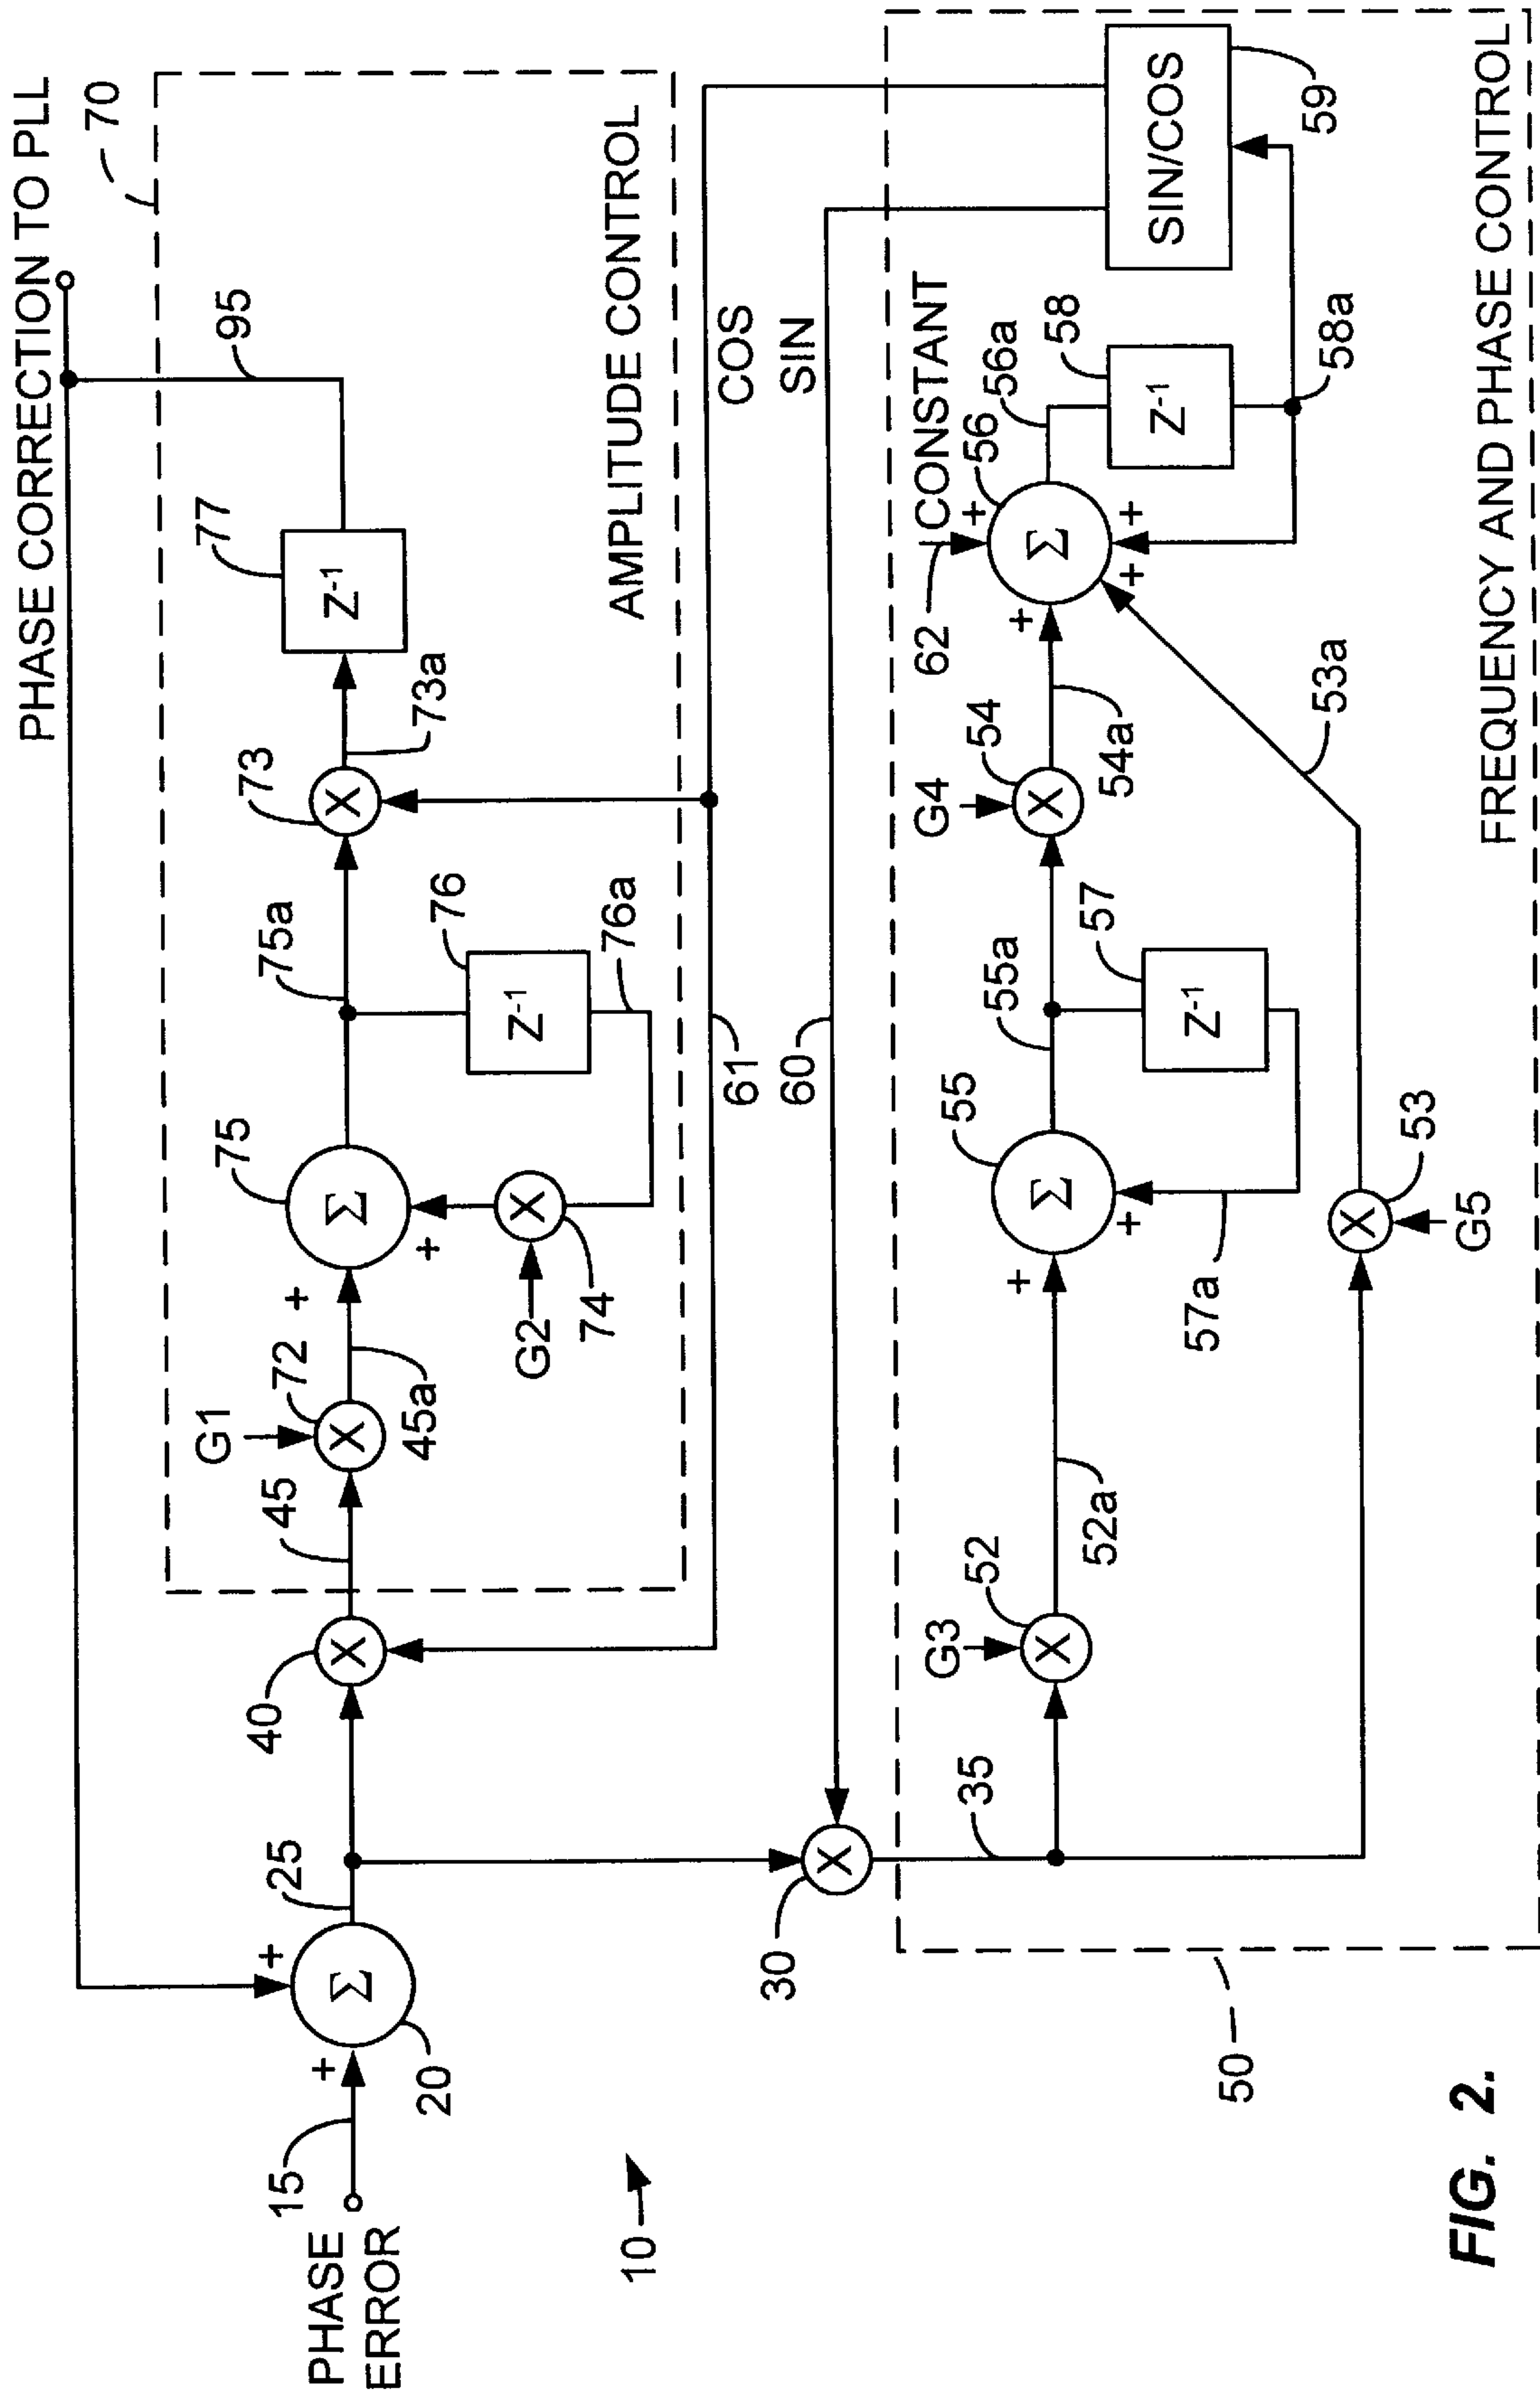 PHASE CORRECTION TO PLL
70
95
77
Z-1
73
73a
75a
75
Σ
+
+
76
Z-1
76a
X
G2
74
G1
72
X
45a
45
X
40
X
AMPLITUDE CONTROL
25
+
Σ
+
20
15
PHASE
ERROR
10
COS
SIN
61
60
30
X
35
50
G3
52
X
52a
+
55
Σ
+
57a
55a
57
Z-1
G4
54
X
54a
+
62
CONSTANT
+
56
Σ
+
+
56a
58
Z-1
58a
SIN/COS
59
53a
53
X
G5
FREQUENCY AND PHASE CONTROL
FIG. 2.